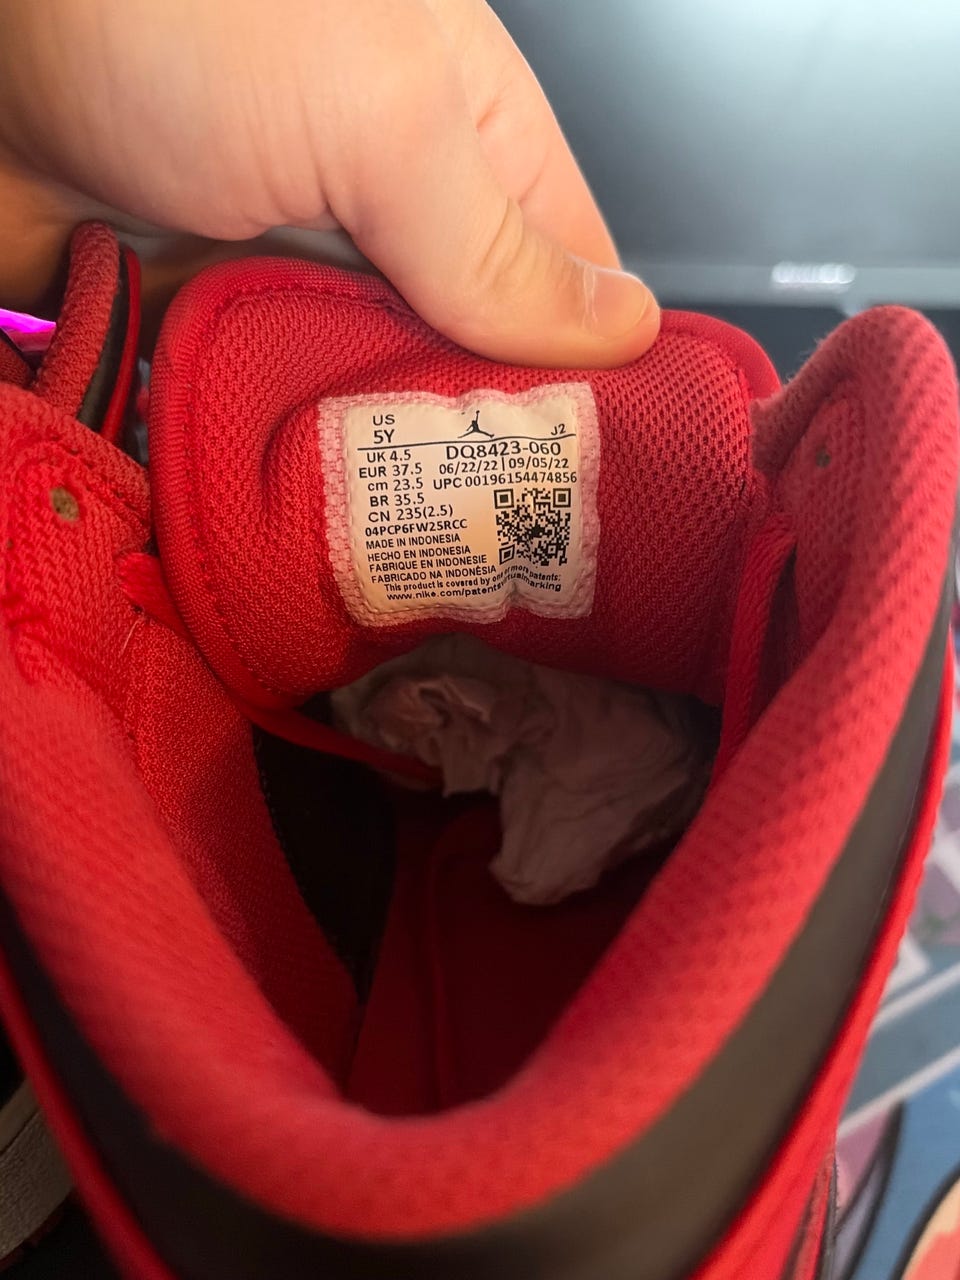 US
5Y
J2
UK 4.5
DQ8423-060
EUR 37.5
06/22/22 | 09/05/22
cm 23.5
UPC 00196154474856
BR 35.5
CN 235(2.5)
04PCP6FW25RCC
MADE IN INDONESIA
HECHO EN INDONESIA
FABRIQUE EN INDONESIE
FABRICADO NA INDONÉSIA
This product is covered by one or more patents:
www.nike.com/patentsvirtualmarking